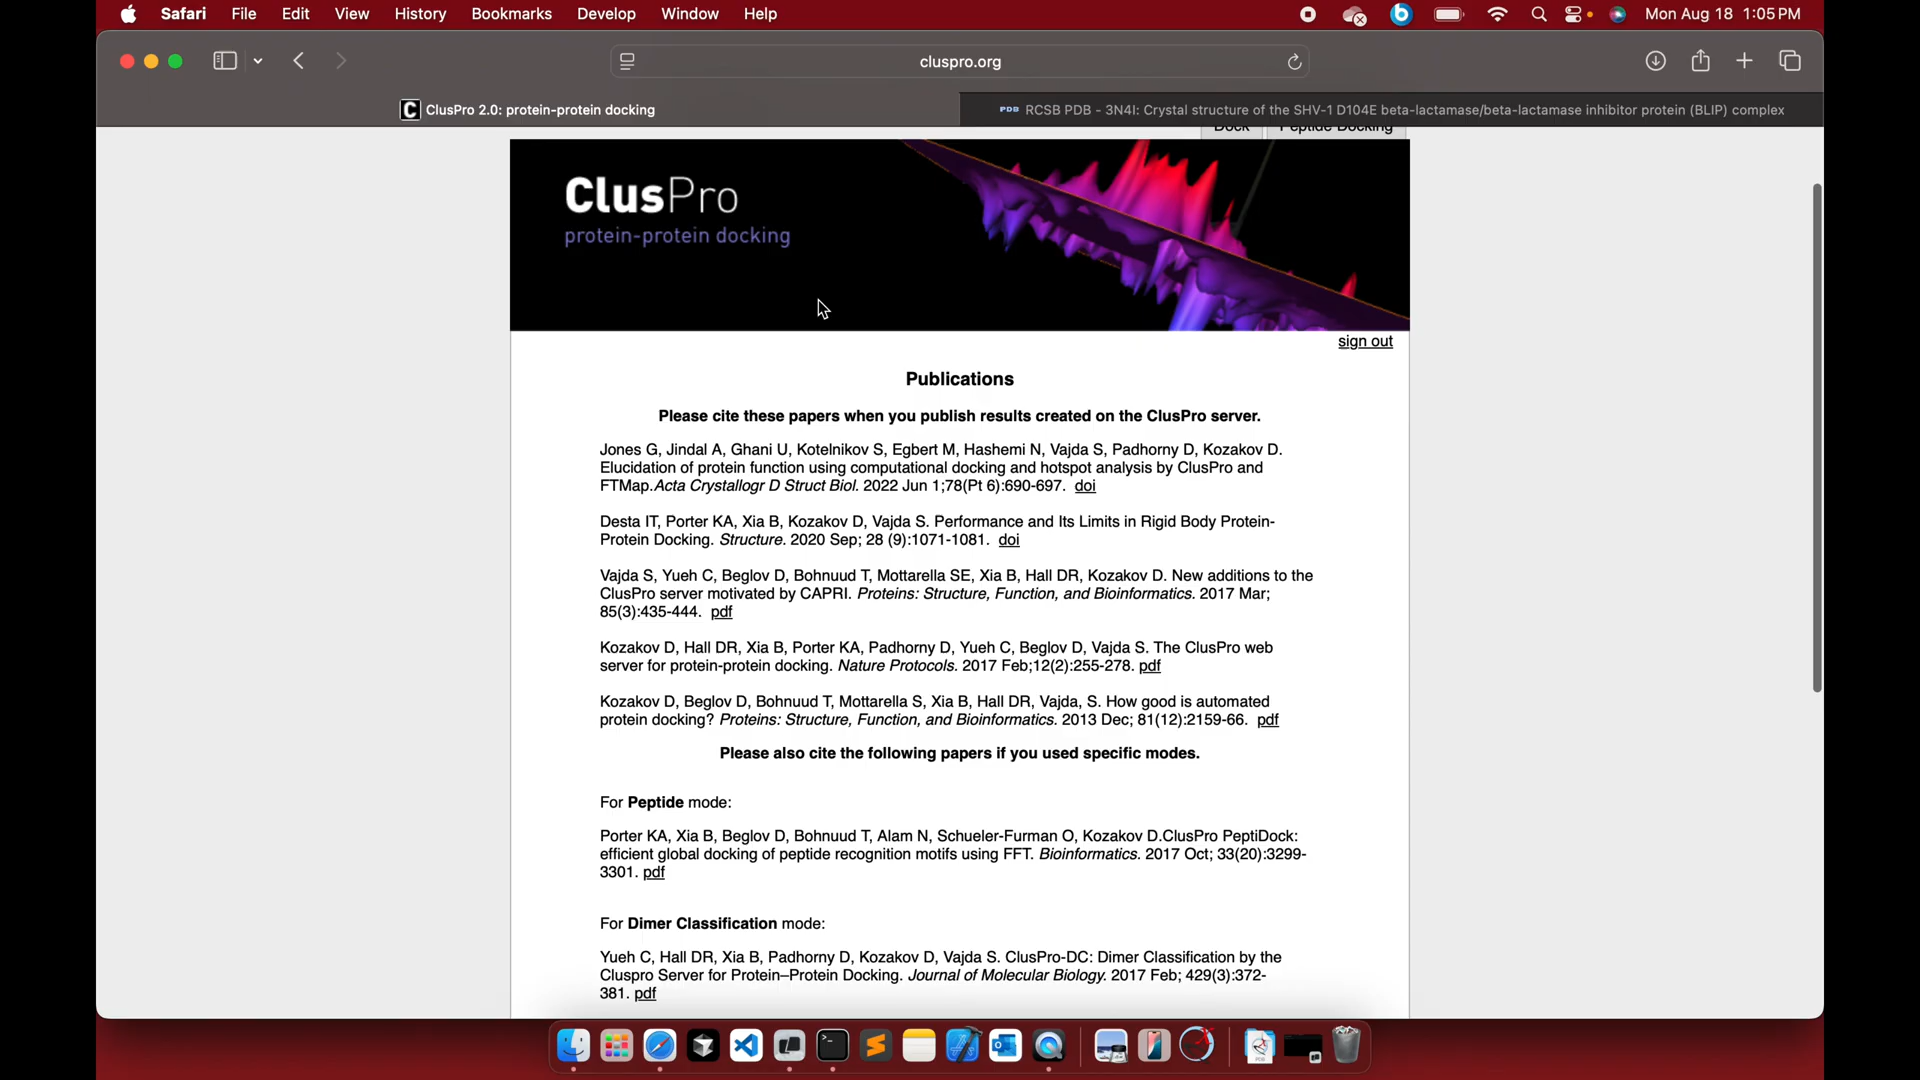 Safari File Edit View History Bookmarks Develop Window Help Mon Aug 18 1:05 PM
cluspro.org
ClusPro 2.0: protein-protein docking
PDB RCSB PDB - 3N4I: Crystal structure of the SHV-1 D104E beta-lactamase/beta-lactamase inhibitor protein (BLIP) complex
Dock Peptide Docking
ClusPro
protein-protein docking
sign out
Publications
Please cite these papers when you publish results created on the ClusPro server.
Jones G, Jindal A, Ghani U, Kotelnikov S, Egbert M, Hashemi N, Vajda S, Padhorny D, Kozakov D.
Elucidation of protein function using computational docking and hotspot analysis by ClusPro and
FTMap.Acta Crystallogr D Struct Biol. 2022 Jun 1;78(Pt 6):690-697. doi
Desta IT, Porter KA, Xia B, Kozakov D, Vajda S. Performance and Its Limits in Rigid Body Protein-
Protein Docking. Structure. 2020 Sep; 28 (9):1071-1081. doi
Vajda S, Yueh C, Beglov D, Bohnuud T, Mottarella SE, Xia B, Hall DR, Kozakov D. New additions to the
ClusPro server motivated by CAPRI. Proteins: Structure, Function, and Bioinformatics. 2017 Mar;
85(3):435-444. pdf
Kozakov D, Hall DR, Xia B, Porter KA, Padhorny D, Yueh C, Beglov D, Vajda S. The ClusPro web
server for protein-protein docking. Nature Protocols. 2017 Feb;12(2):255-278. pdf
Kozakov D, Beglov D, Bohnuud T, Mottarella S, Xia B, Hall DR, Vajda, S. How good is automated
protein docking? Proteins: Structure, Function, and Bioinformatics. 2013 Dec; 81(12):2159-66. pdf
Please also cite the following papers if you used specific modes.
For Peptide mode:
Porter KA, Xia B, Beglov D, Bohnuud T, Alam N, Schueler-Furman O, Kozakov D.ClusPro PeptiDock:
efficient global docking of peptide recognition motifs using FFT. Bioinformatics. 2017 Oct; 33(20):3299-
3301. pdf
For Dimer Classification mode:
Yueh C, Hall DR, Xia B, Padhorny D, Kozakov D, Vajda S. ClusPro-DC: Dimer Classification by the
Cluspro Server for Protein–Protein Docking. Journal of Molecular Biology. 2017 Feb; 429(3):372-
381. pdf